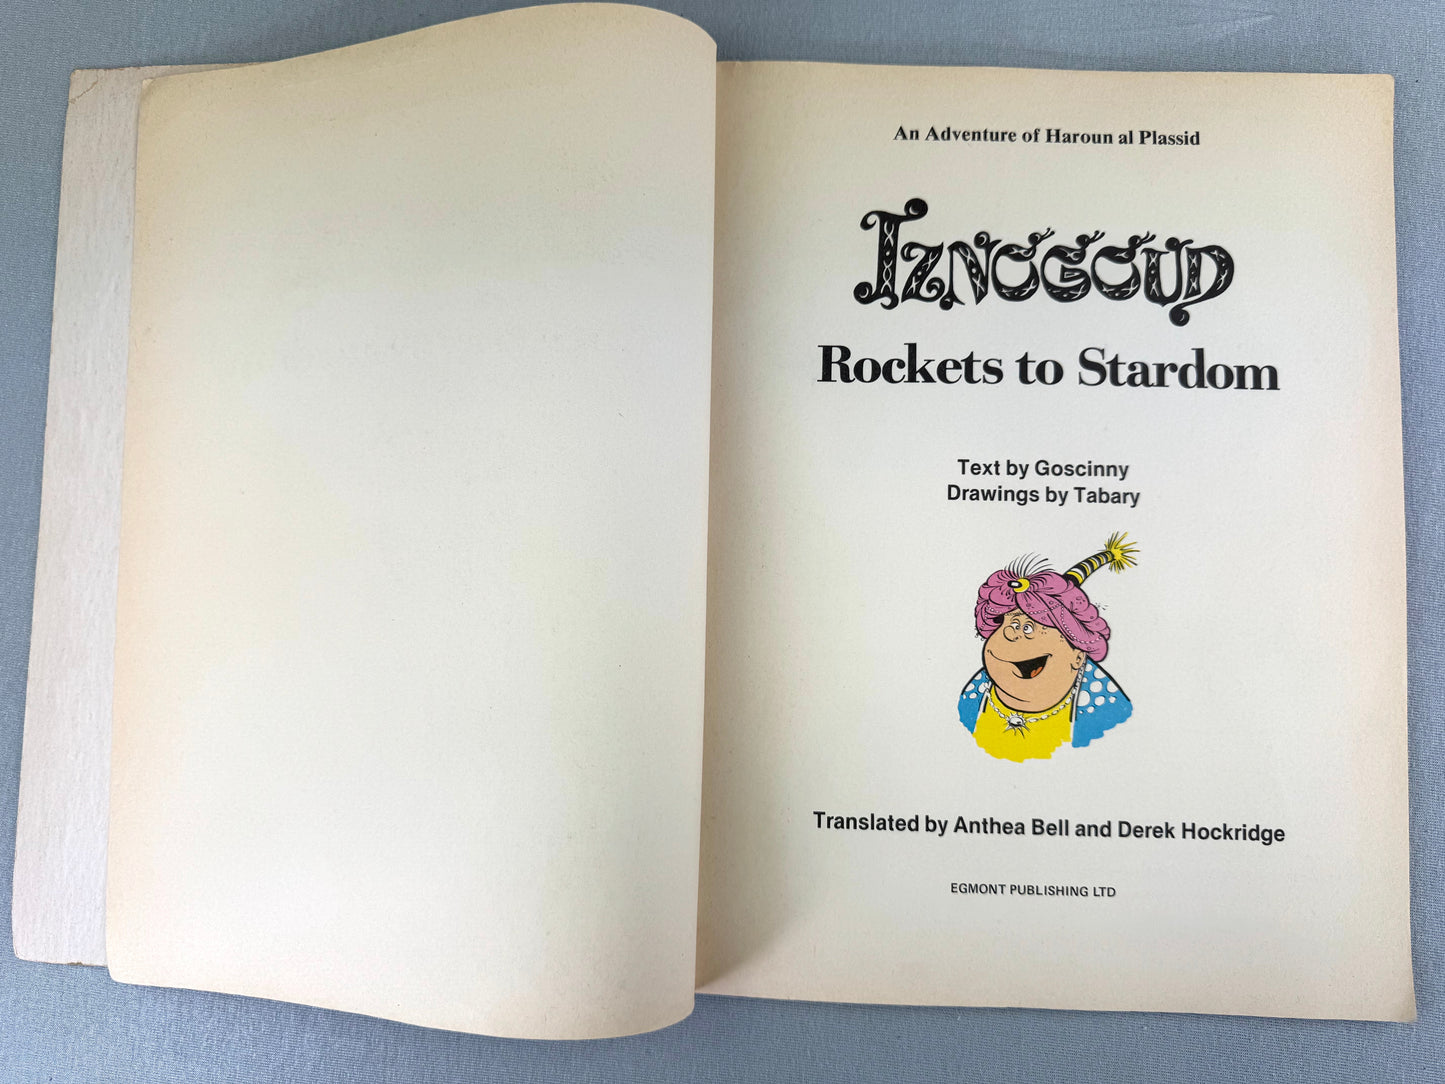 An Adventure of Haroun al Plassid
IZNOGOUD
Rockets to Stardom
Text by Goscinny
Drawings by Tabary
Translated by Anthea Bell and Derek Hockridge
EGMONT PUBLISHING LTD